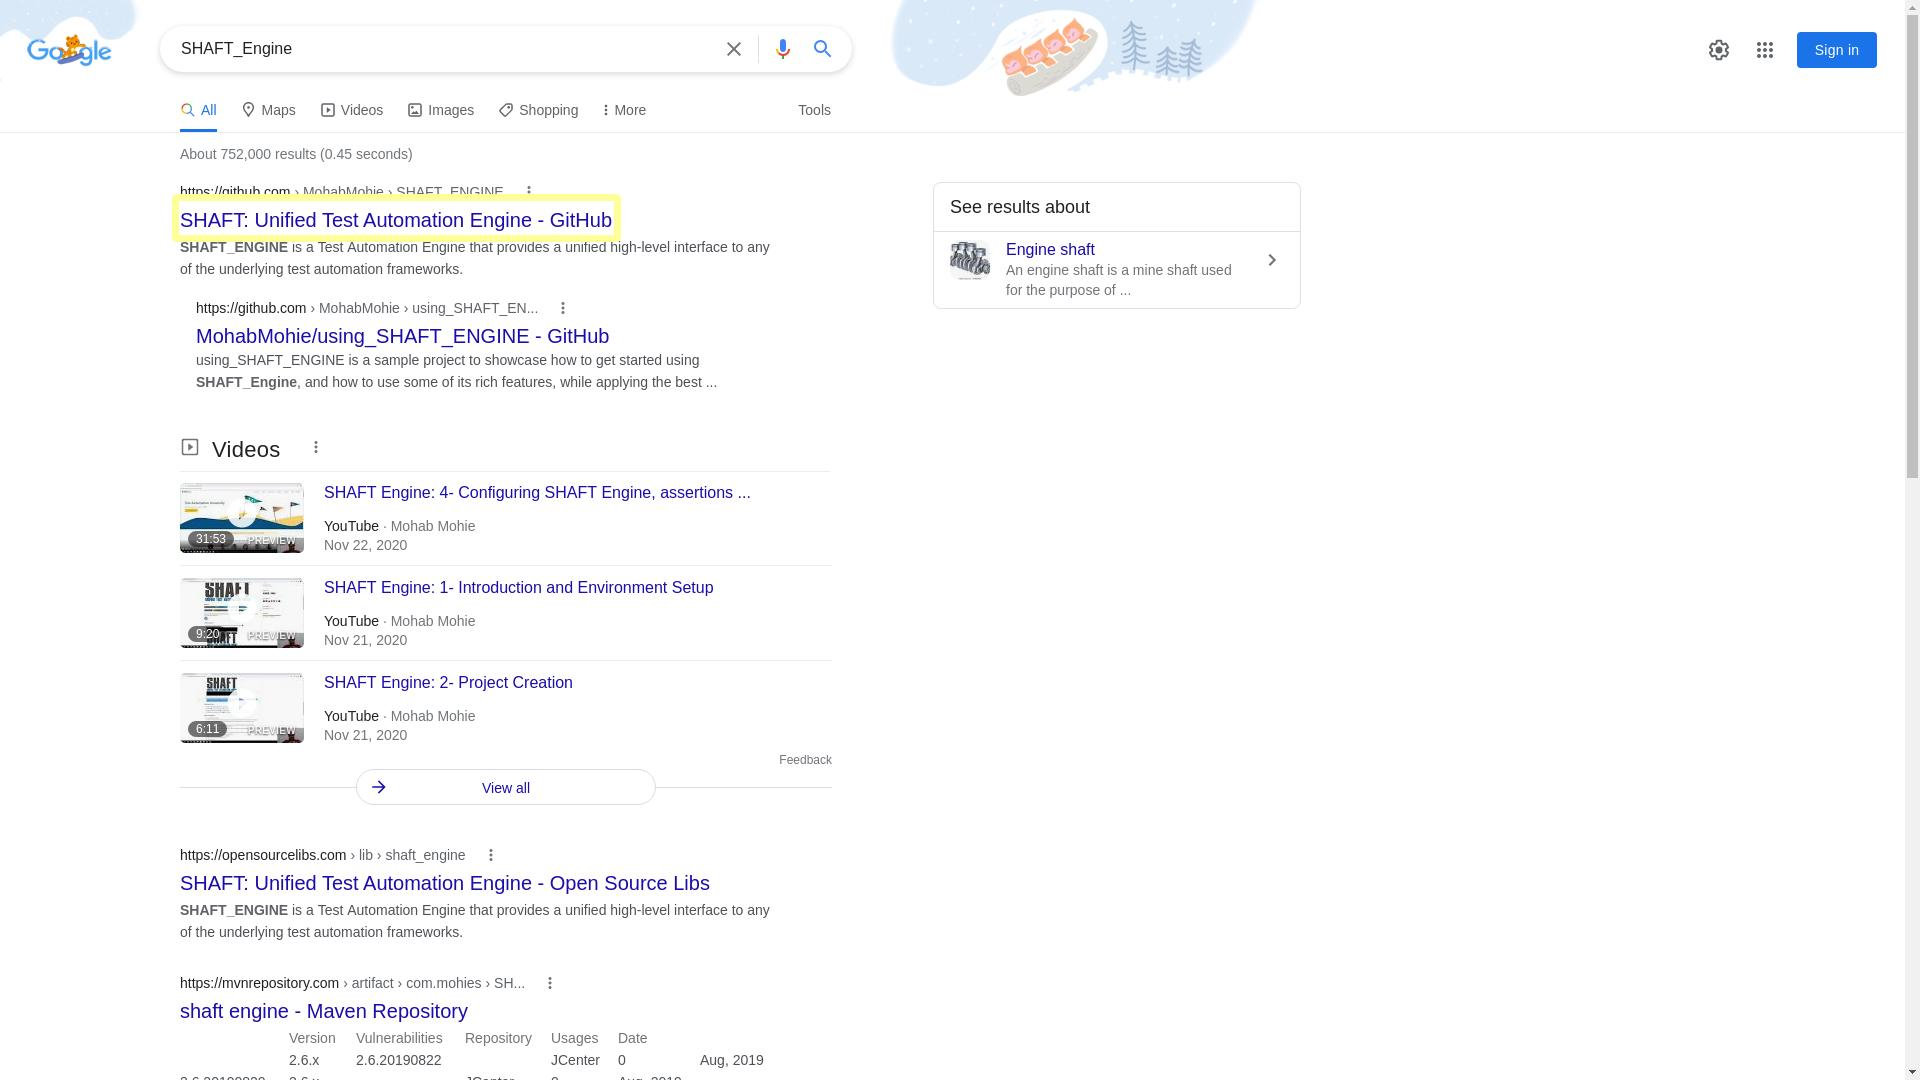 Google
SHAFT_Engine
Sign in
All
Maps
Videos
Images
Shopping
More
Tools
About 752,000 results (0.45 seconds)
https://github.com › MohabMohie › SHAFT_ENGINE
SHAFT: Unified Test Automation Engine - GitHub
SHAFT_ENGINE is a Test Automation Engine that provides a unified high-level interface to any
of the underlying test automation frameworks.
https://github.com › MohabMohie › using_SHAFT_EN...
MohabMohie/using_SHAFT_ENGINE - GitHub
using_SHAFT_ENGINE is a sample project to showcase how to get started using
SHAFT_Engine, and how to use some of its rich features, while applying the best ...
See results about
Engine shaft
An engine shaft is a mine shaft used
for the purpose of ...
Videos
SHAFT Engine: 4- Configuring SHAFT Engine, assertions ...
31:53
PREVIEW
YouTube · Mohab Mohie
Nov 22, 2020
SHAFT Engine: 1- Introduction and Environment Setup
SHAFT
9:20
PREVIEW
YouTube · Mohab Mohie
Nov 21, 2020
SHAFT Engine: 2- Project Creation
SHAFT
6:11
PREVIEW
YouTube · Mohab Mohie
Nov 21, 2020
Feedback
View all
https://opensourcelibs.com › lib › shaft_engine
SHAFT: Unified Test Automation Engine - Open Source Libs
SHAFT_ENGINE is a Test Automation Engine that provides a unified high-level interface to any
of the underlying test automation frameworks.
https://mvnrepository.com › artifact › com.mohies › SH...
shaft engine - Maven Repository
Version Vulnerabilities Repository Usages Date
2.6.x 2.6.20190822 JCenter 0 Aug, 2019